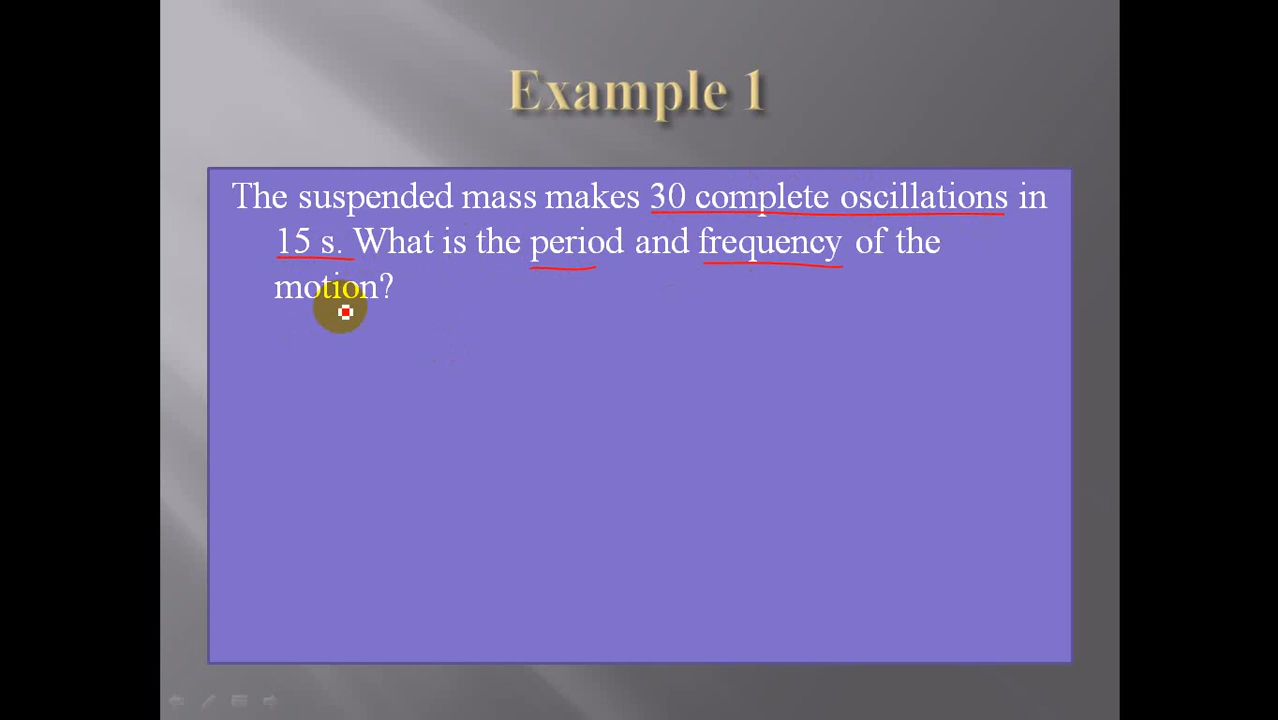 Example 1
The suspended mass makes 30 complete oscillations in
15 s. What is the period and frequency of the
motion?